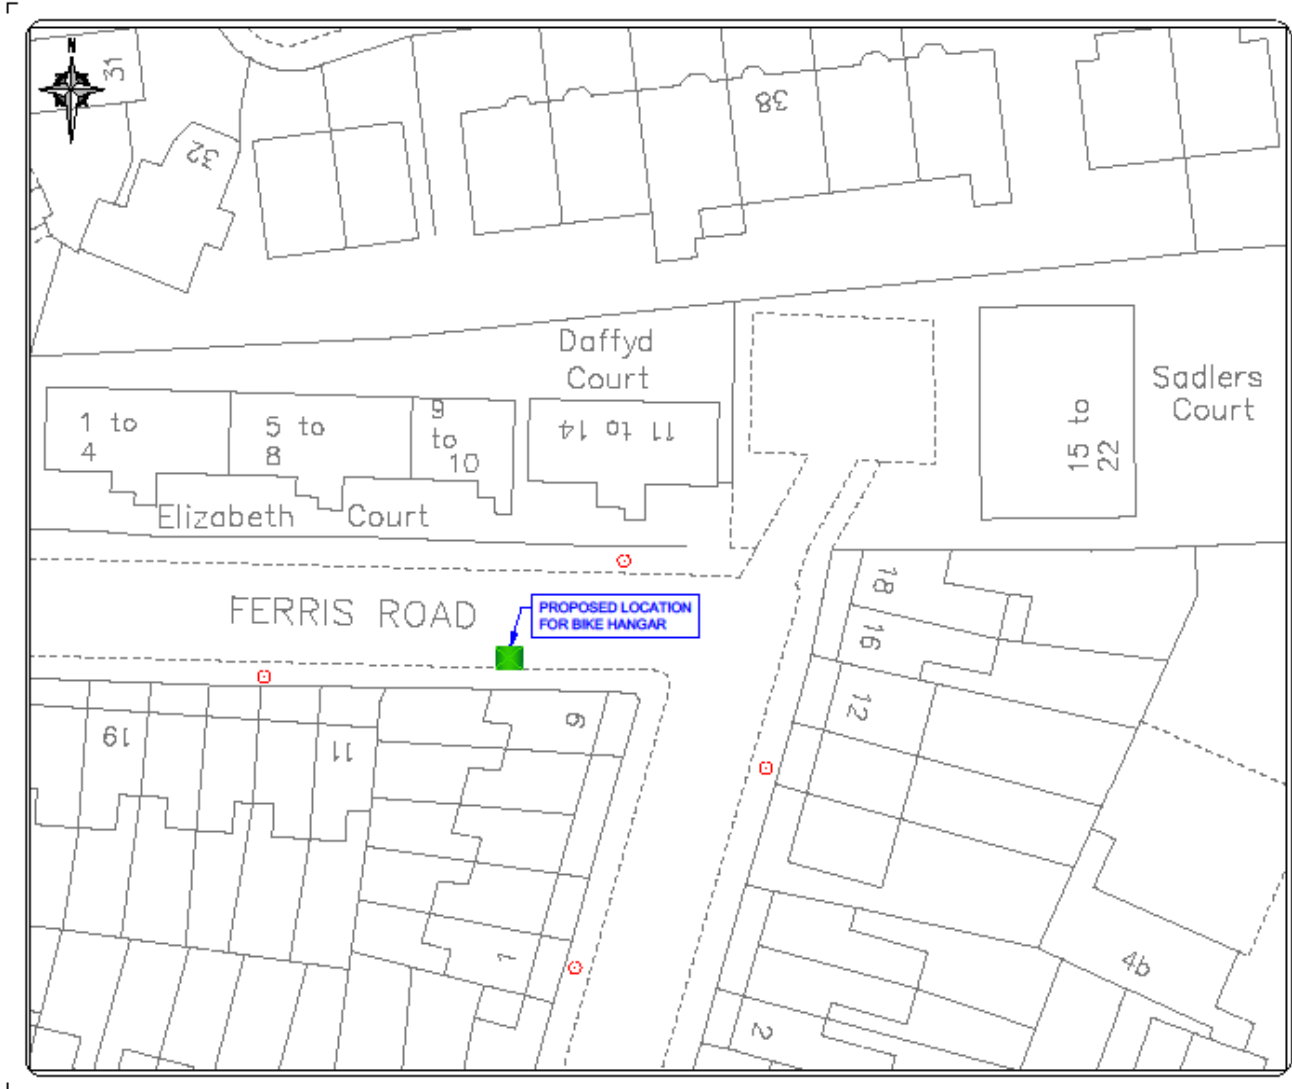 N
31
32
38
Daffyd
Court
Sadlers
Court
1 to
4
5 to
8
9
to
10
11 to 14
15 to
22
Elizabeth Court
FERRIS ROAD
PROPOSED LOCATION
FOR BIKE HANGAR
18
16
12
9
19
11
1
4b
2